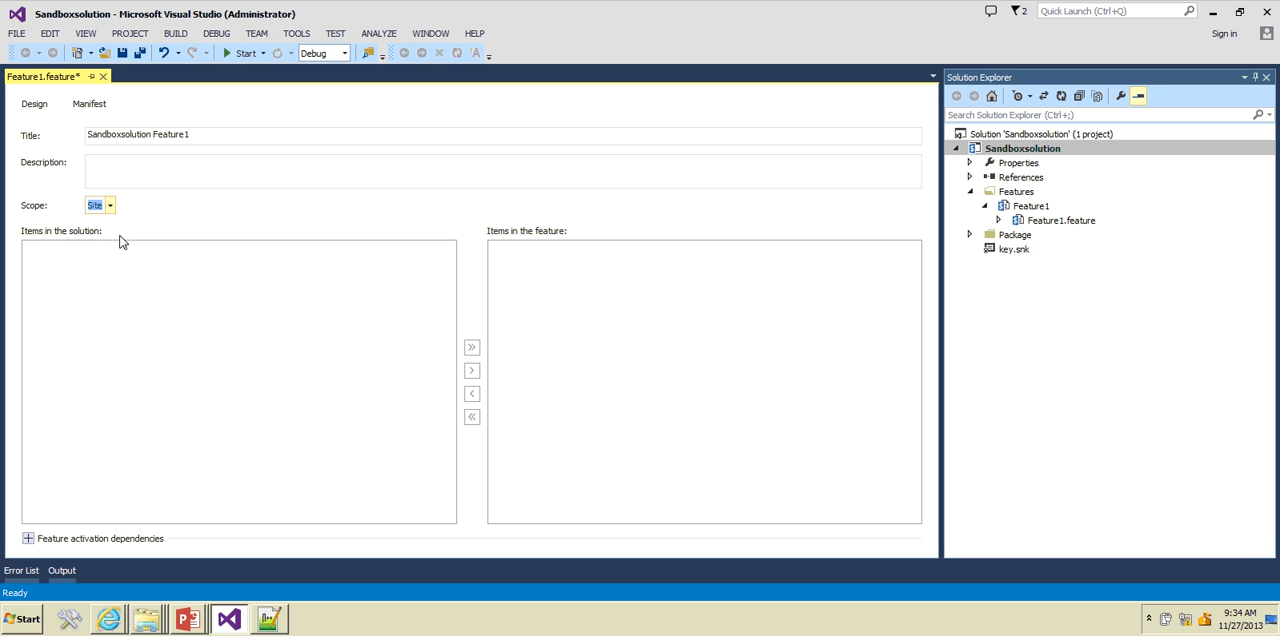 Sandboxsolution - Microsoft Visual Studio (Administrator)
2
Quick Launch (Ctrl+Q)
FILE EDIT VIEW PROJECT BUILD DEBUG TEAM TOOLS TEST ANALYZE WINDOW HELP
Sign in
Start Debug
Feature1.feature*
Design Manifest
Title: Sandboxsolution Feature1
Description:
Scope: Site
Items in the solution: Items in the feature:
Feature activation dependencies
Solution Explorer
Search Solution Explorer (Ctrl+;)
Solution 'Sandboxsolution' (1 project)
Sandboxsolution
Properties
References
Features
Feature1
Feature1.feature
Package
key.snk
Error List Output
Ready
Start
9:34 AM
11/27/2013